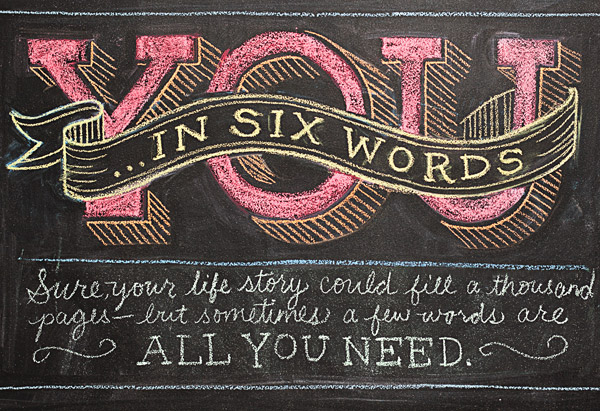 YOU
...IN SIX WORDS
Sure, your life story could fill a thousand
pages—but sometimes a few words are
ALL YOU NEED.